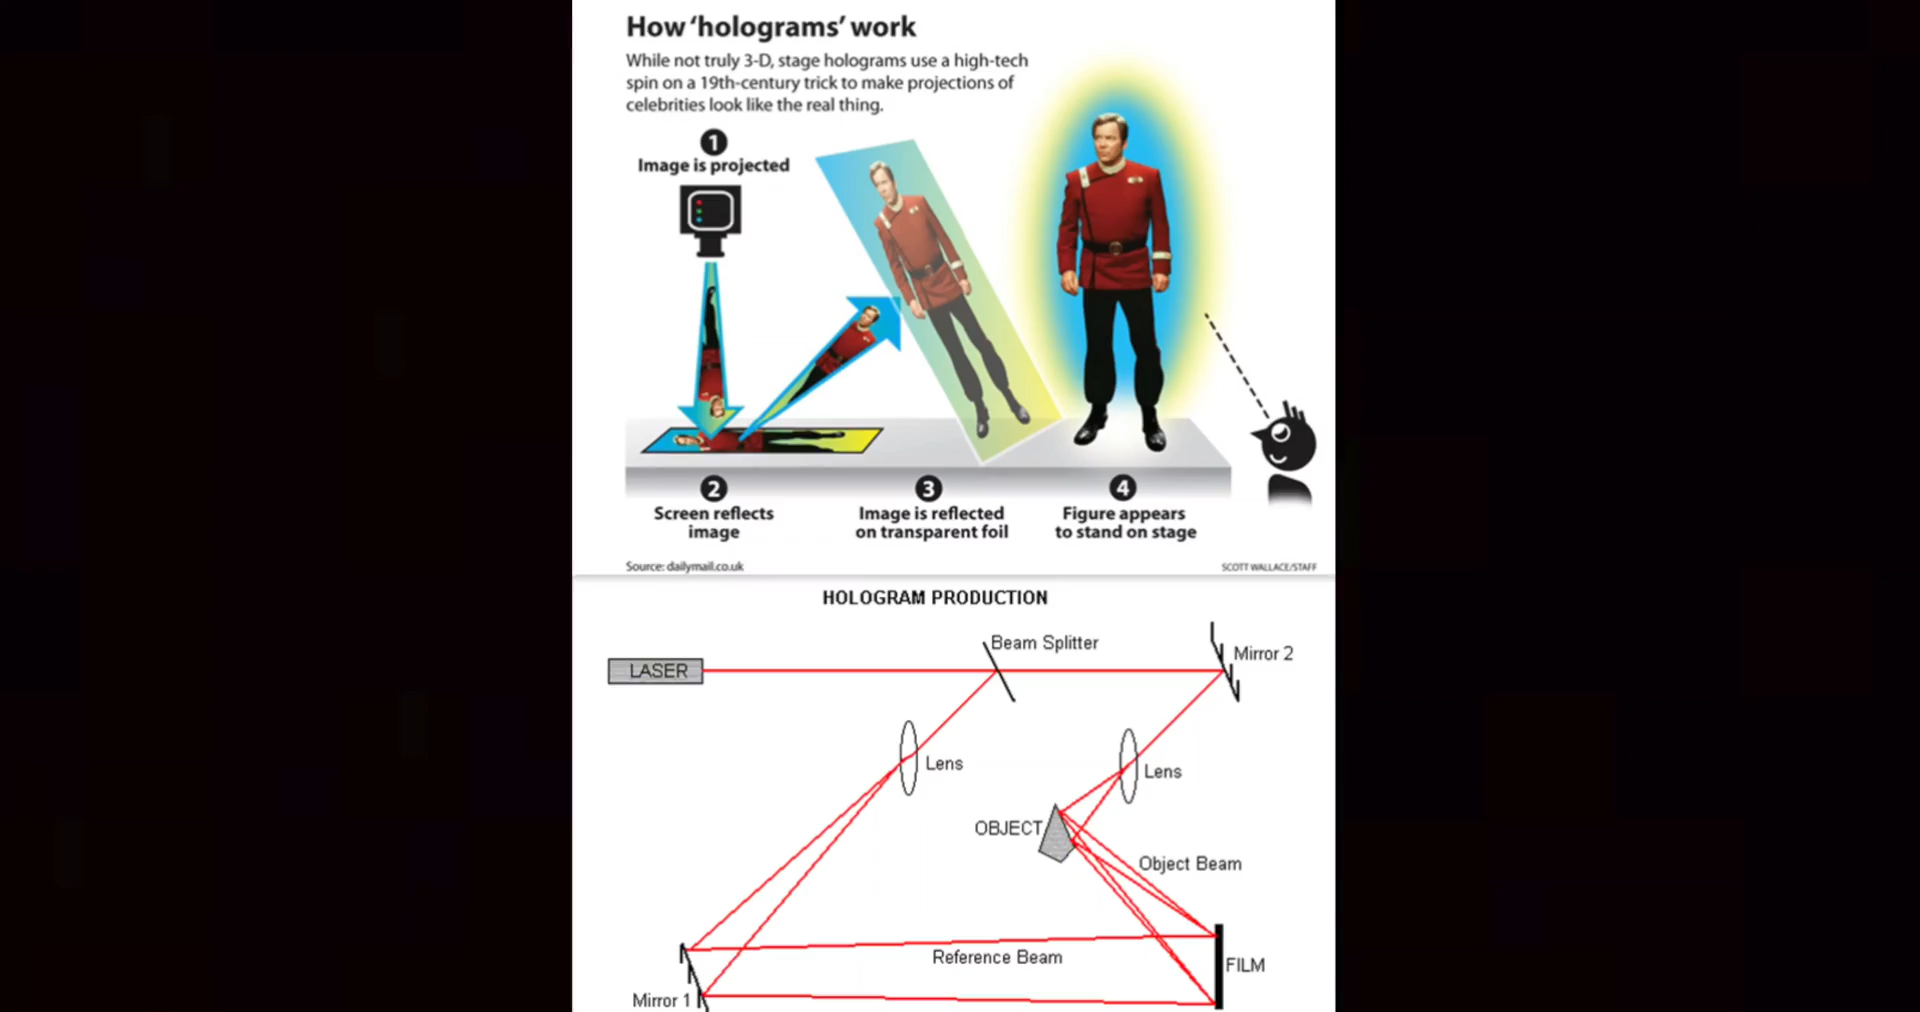 How ‘holograms’ work
While not truly 3-D, stage holograms use a high-tech
spin on a 19th-century trick to make projections of
celebrities look like the real thing.
1
Image is projected
2
Screen reflects
image
3
Image is reflected
on transparent foil
4
Figure appears
to stand on stage
Source: dailymail.co.uk
SCOTT WALLACE/STAFF
HOLOGRAM PRODUCTION
Beam Splitter
Mirror 2
LASER
Lens
Lens
OBJECT
Object Beam
Reference Beam
FILM
Mirror 1